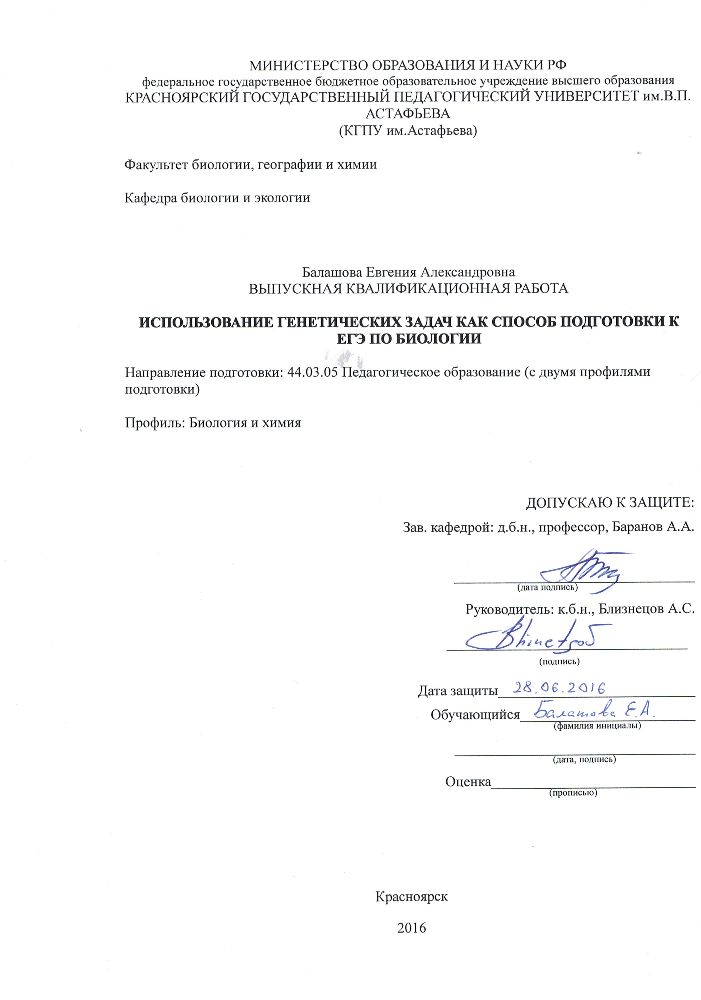 МИНИСТЕРСТВО ОБРАЗОВАНИЯ И НАУКИ РФ
федеральное государственное бюджетное образовательное учреждение высшего образования
КРАСНОЯРСКИЙ ГОСУДАРСТВЕННЫЙ ПЕДАГОГИЧЕСКИЙ УНИВЕРСИТЕТ им.В.П.
АСТАФЬЕВА
(КГПУ им.Астафьева)
Факультет биологии, географии и химии
Кафедра биологии и экологии
Балашова Евгения Александровна
ВЫПУСКНАЯ КВАЛИФИКАЦИОННАЯ РАБОТА
ИСПОЛЬЗОВАНИЕ ГЕНЕТИЧЕСКИХ ЗАДАЧ КАК СПОСОБ ПОДГОТОВКИ К
ЕГЭ ПО БИОЛОГИИ
Направление подготовки: 44.03.05 Педагогическое образование (с двумя профилями
подготовки)
Профиль: Биология и химия
ДОПУСКАЮ К ЗАЩИТЕ:
Зав. кафедрой: д.б.н., профессор, Баранов А.А.
(дата подпись)
Руководитель: к.б.н., Близнецов А.С.
(подпись)
Дата защиты 28.06.2016
Обучающийся Балашова Е.А.
(фамилия инициалы)
(дата, подпись)
Оценка
(прописью)
Красноярск
2016